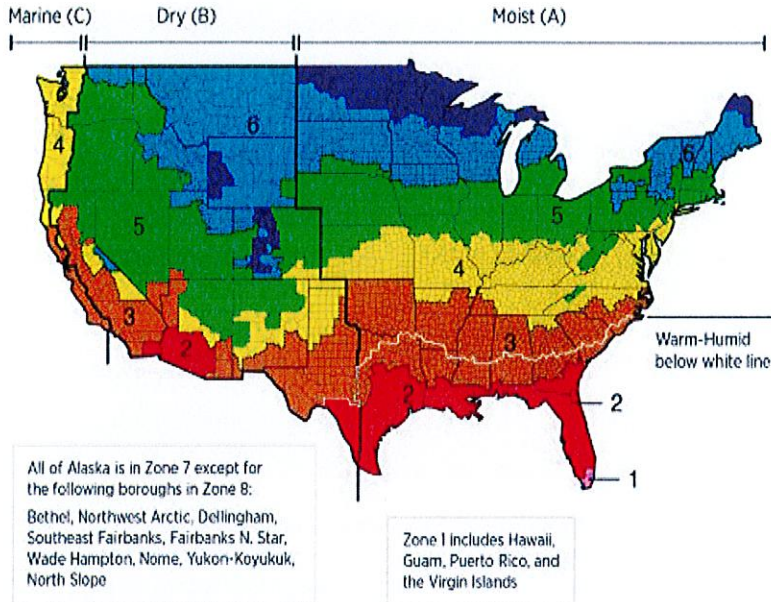 Marine (C) Dry (B) Moist (A)
6
4
6
5
5
4
3
3
2
Warm-Humid
below white line
2
2
1
All of Alaska is in Zone 7 except for
the following boroughs in Zone 8:
Bethel, Northwest Arctic, Dellingham,
Southeast Fairbanks, Fairbanks N. Star,
Wade Hampton, Nome, Yukon-Koyukuk,
North Slope
Zone 1 includes Hawaii,
Guam, Puerto Rico, and
the Virgin Islands